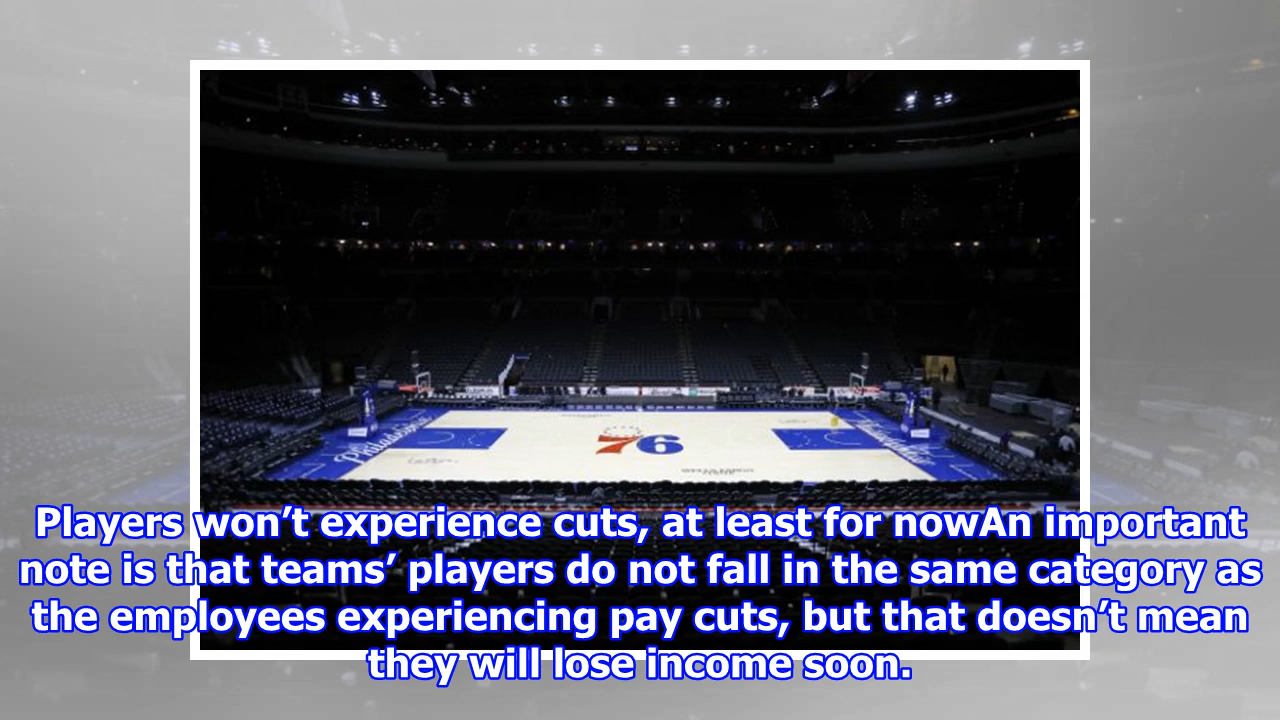 Philadelphia
76
Players won’t experience cuts, at least for nowAn important
note is that teams’ players do not fall in the same category as
the employees experiencing pay cuts, but that doesn’t mean
they will lose income soon.